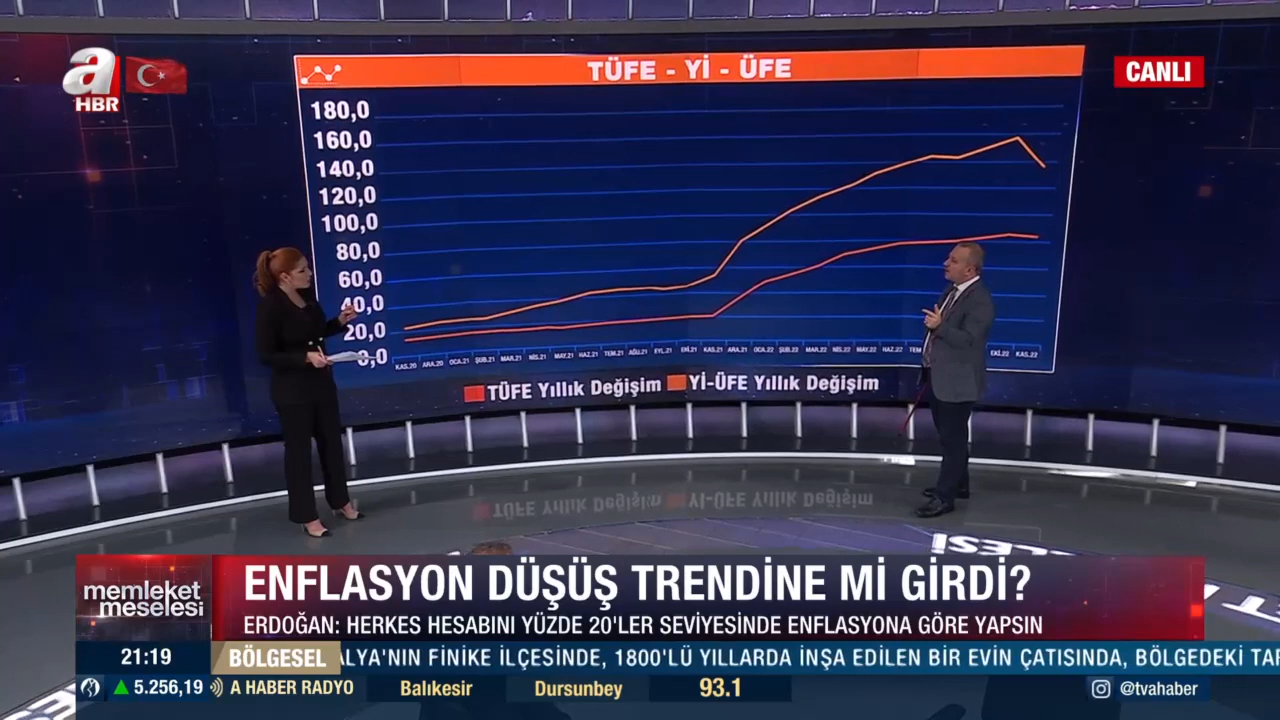 a
HBR
CANLI
TÜFE - Yİ - ÜFE
180,0
160,0
140,0
120,0
100,0
80,0
60,0
40,0
20,0
0,0
KAS.20 ARA.20 OCA.21 ŞUB.21 MAR.21 NİS.21 MAY.21 HAZ.21 TEM.21 AĞU.21 EYL.21 EKİ.21 KAS.21 ARA.21 OCA.22 ŞUB.22 MAR.22 NİS.22 MAY.22 HAZ.22 TEM EKİ.22 KAS.22
TÜFE Yıllık Değişim Yİ-ÜFE Yıllık Değişim
memleket
meselesi
ENFLASYON DÜŞÜŞ TRENDİNE Mİ GİRDİ?
ERDOĞAN: HERKES HESABINI YÜZDE 20'LER SEVİYESİNDE ENFLASYONA GÖRE YAPSIN
21:19 BÖLGESEL ALYA'NIN FİNİKE İLÇESİNDE, 1800'LÜ YILLARDA İNŞA EDİLEN BİR EVİN ÇATISINDA, BÖLGEDEKİ TAR
5.256,19 A HABER RADYO Balıkesir Dursunbey 93.1 @tvahaber